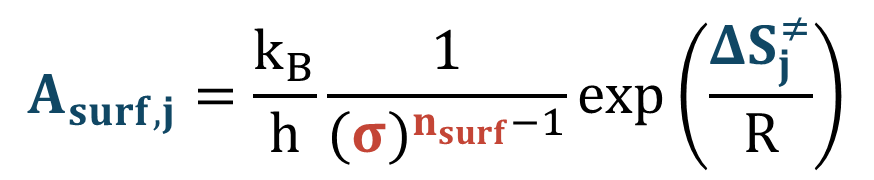 A_surf,j = k_B/h 1/(σ)^(n_surf−1) exp(ΔS_j^≠/R)